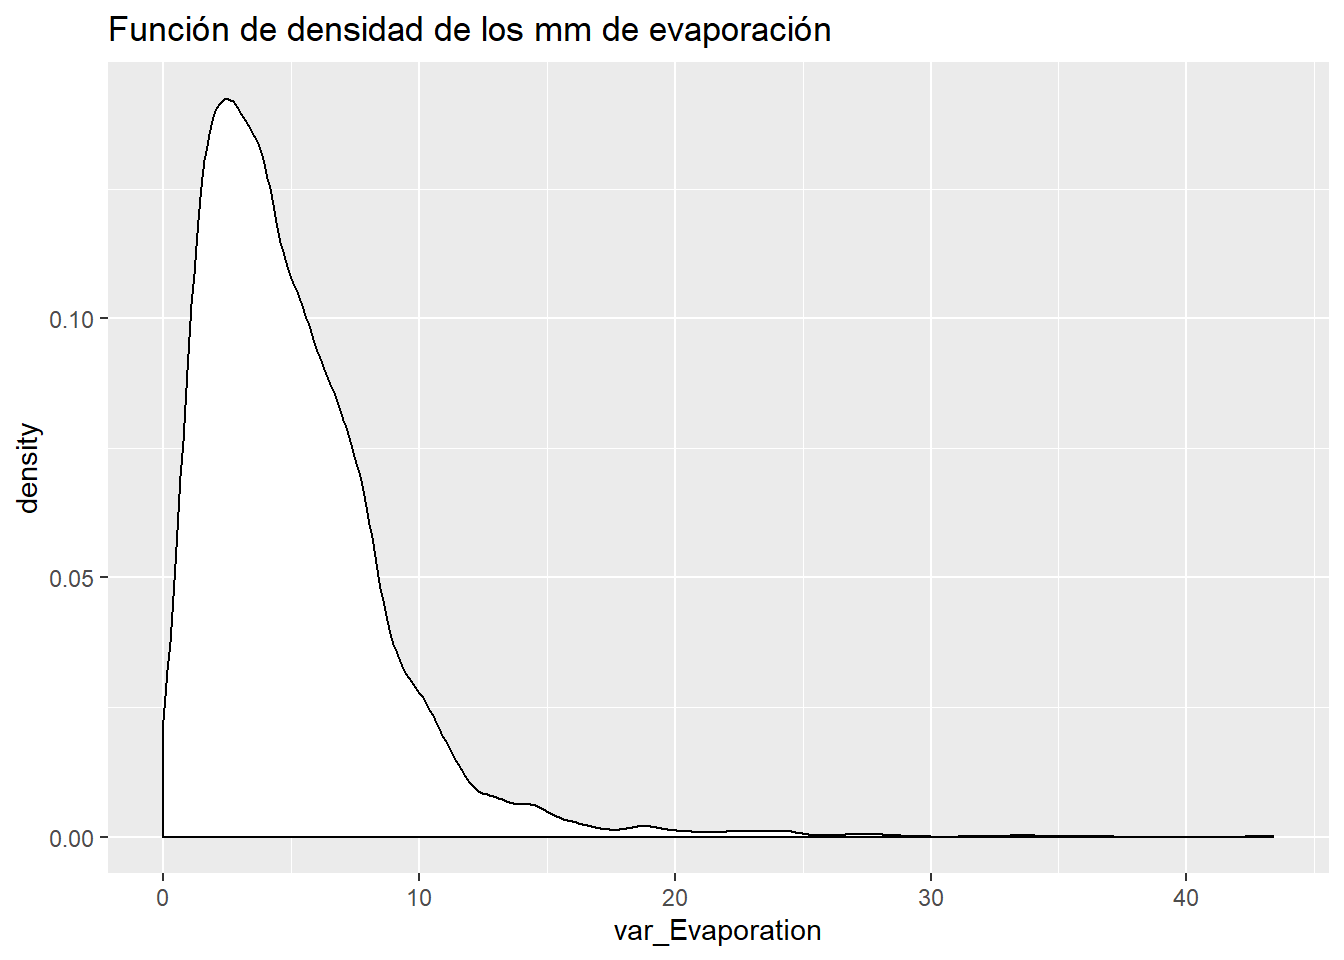 Función de densidad de los mm de evaporación
density
0.10
0.05
0.00
0 10 20 30 40
var_Evaporation